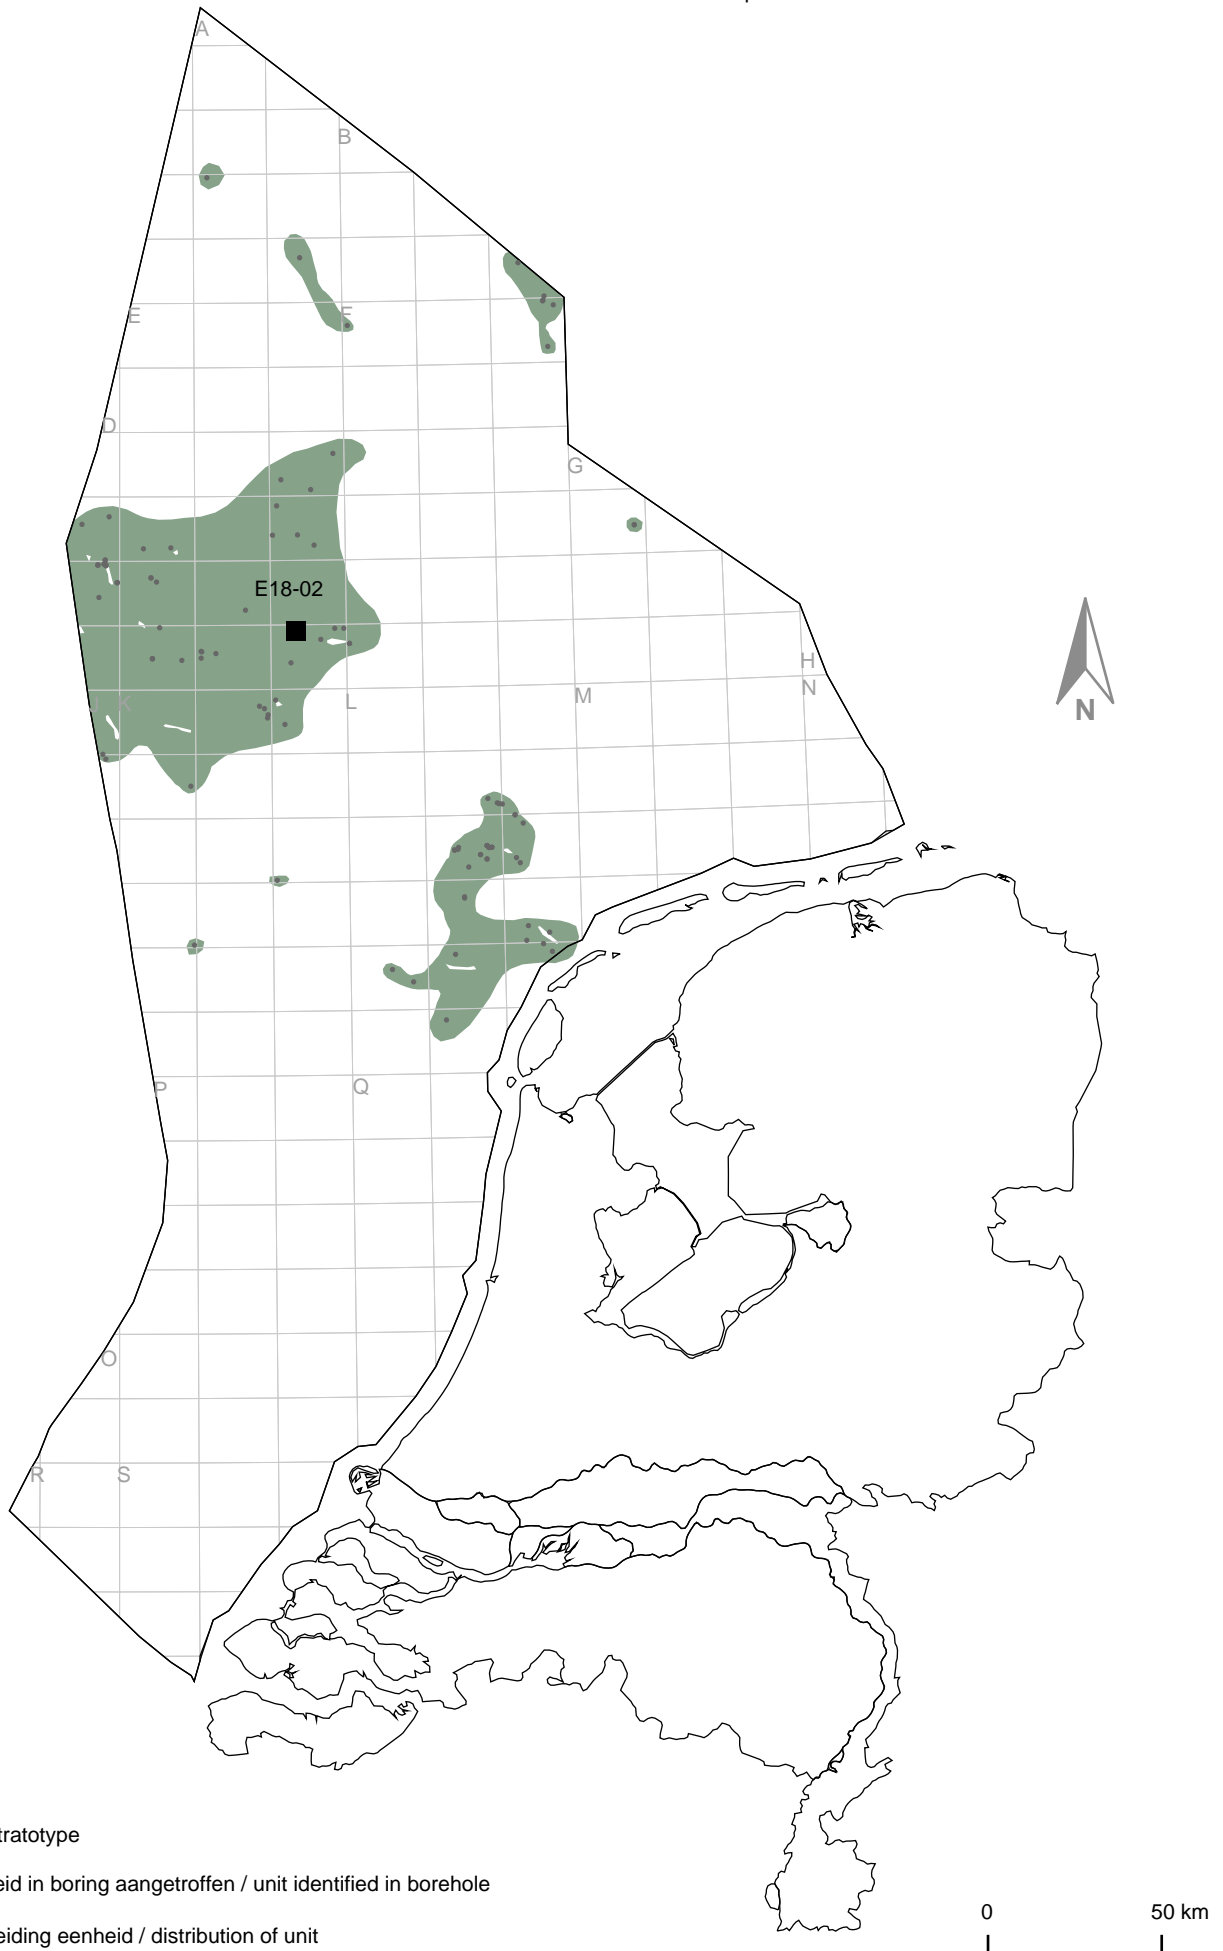 A
B
E
F
D
G
E18-02
H
N
J K
L
M
N
P
Q
O
R
S
tratotype
eid in boring aangetroffen / unit identified in borehole
eiding eenheid / distribution of unit
0
50 km